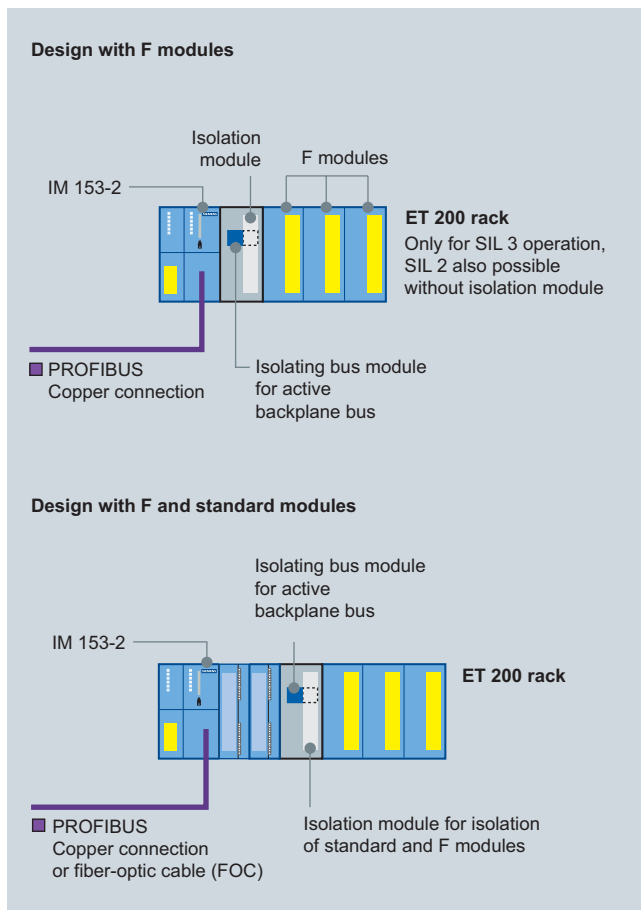 Design with F modules
Isolation
module
F modules
IM 153-2
ET 200 rack
Only for SIL 3 operation,
SIL 2 also possible
without isolation module
PROFIBUS
Copper connection
Isolating bus module
for active
backplane bus
Design with F and standard modules
Isolating bus module
for active
backplane bus
IM 153-2
ET 200 rack
PROFIBUS
Copper connection
or fiber-optic cable (FOC)
Isolation module for isolation
of standard and F modules